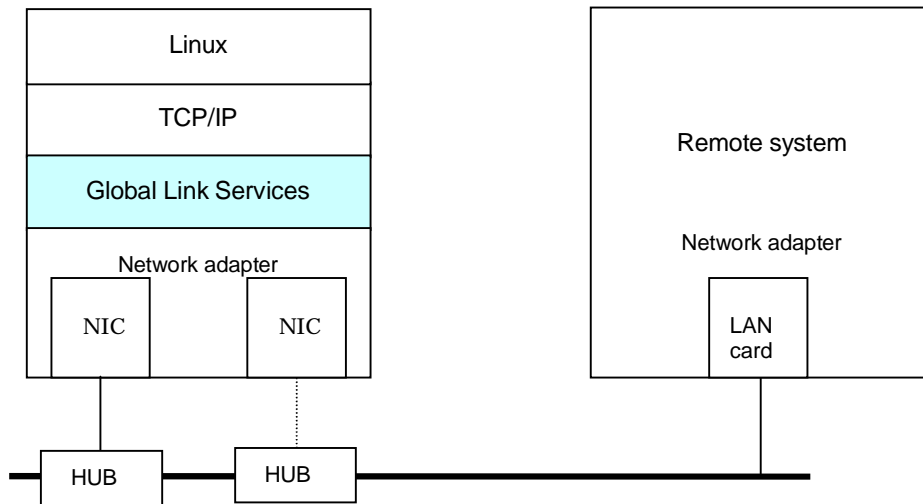 Linux
TCP/IP
Global Link Services
Network adapter
NIC
NIC
HUB
HUB
Remote system
Network adapter
LAN
card